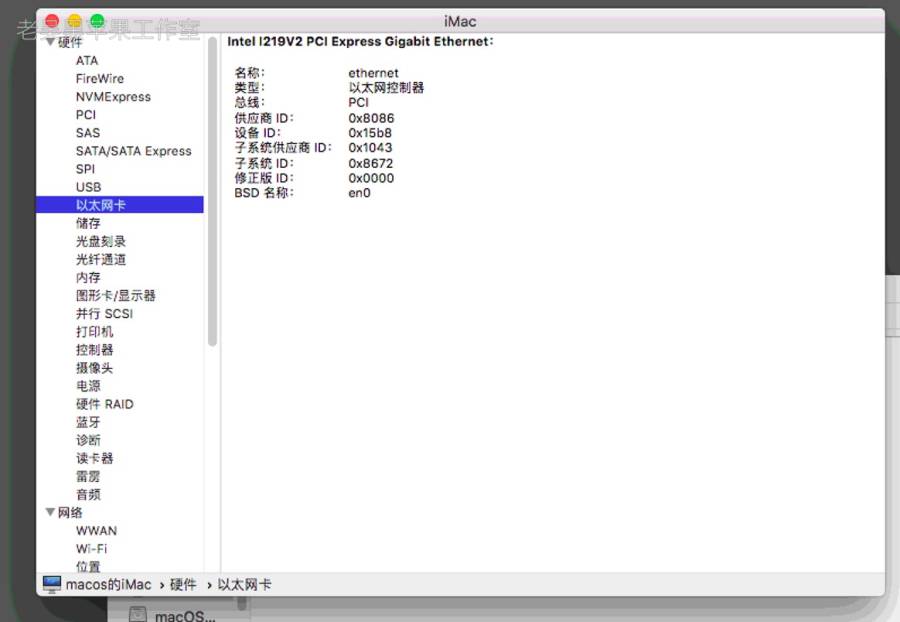 iMac
老吴黑苹果工作室
硬件
ATA
FireWire
NVMExpress
PCI
SAS
SATA/SATA Express
SPI
USB
以太网卡
储存
光盘刻录
光纤通道
内存
图形卡/显示器
并行 SCSI
打印机
控制器
摄像头
电源
硬件 RAID
蓝牙
诊断
读卡器
雷雳
音频
网络
WWAN
Wi-Fi
位置
Intel I219V2 PCI Express Gigabit Ethernet:
名称: ethernet
类型: 以太网控制器
总线: PCI
供应商 ID: 0x8086
设备 ID: 0x15b8
子系统供应商 ID: 0x1043
子系统 ID: 0x8672
修正版 ID: 0x0000
BSD 名称: en0
macos的iMac › 硬件 › 以太网卡
macOS...